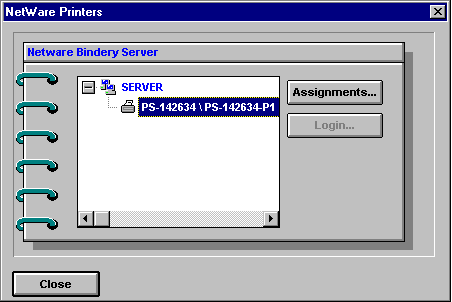 NetWare Printers
Netware Bindery Server
SERVER
PS-142634 \ PS-142634-P1
Assignments...
Login...
Close